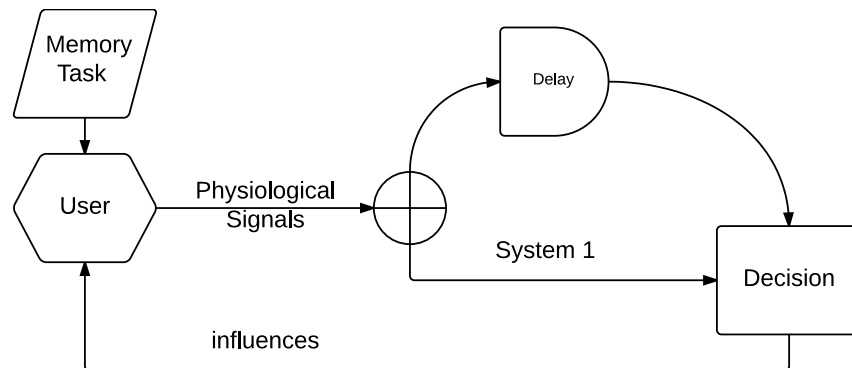 Memory
Task
Delay
User
Physiological
Signals
System 1
Decision
influences